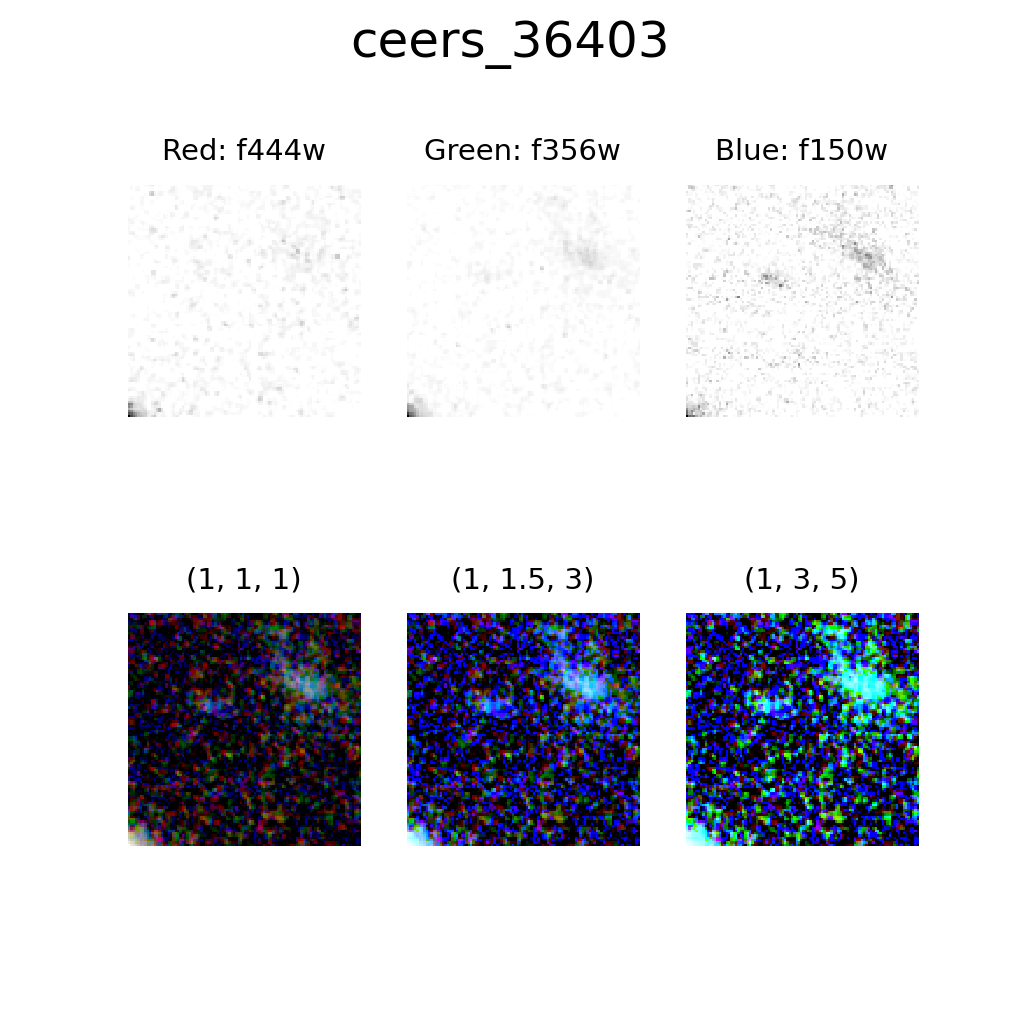 ceers_36403
Red: f444w
Green: f356w
Blue: f150w
(1, 1, 1)
(1, 1.5, 3)
(1, 3, 5)